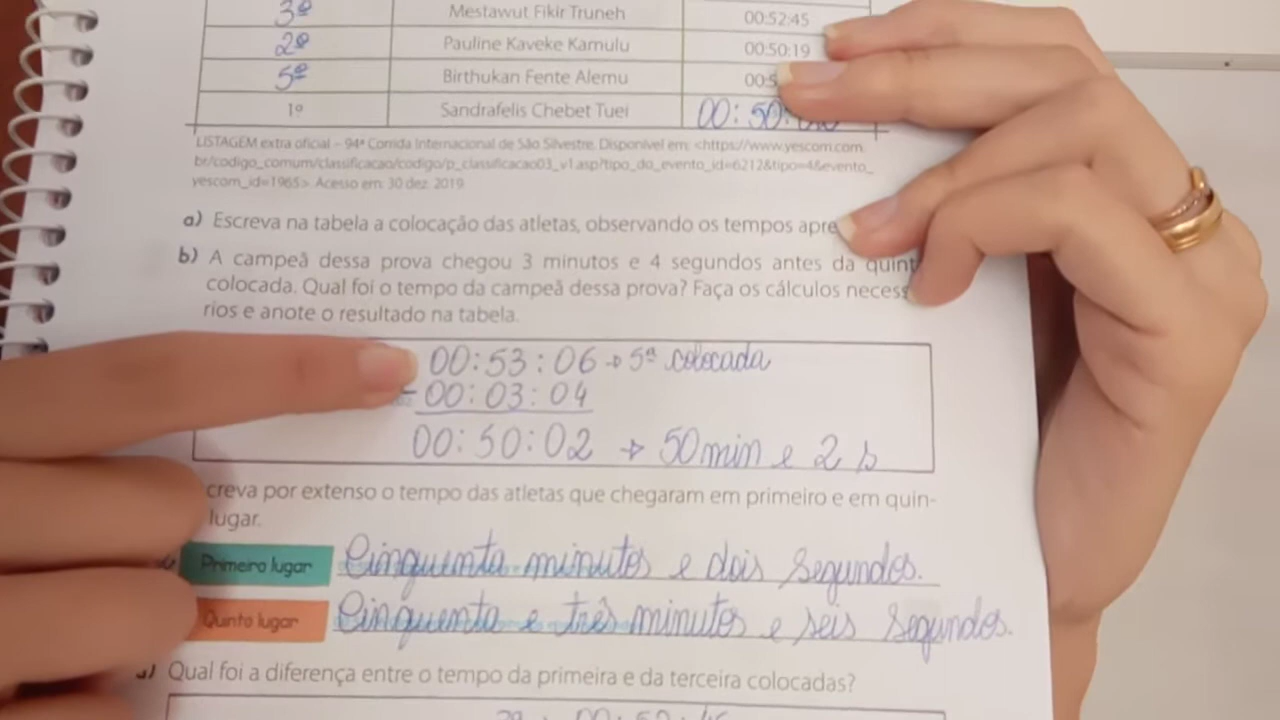 3º Mestawut Fikir Truneh 00:52:45
2º Pauline Kaveke Kamulu 00:50:19
5º Birthukan Fente Alemu 00:5
1º Sandrafelis Chebet Tuei 00:50:
LISTAGEM extra oficial – 94ª Corrida Internacional de São Silvestre. Disponível em: <https://www.yescom.com.
br/codigo_comum/classificacao/codigo/p_classificacao03_v1.asp?tipo_do_evento_id=6212&tipo=4&evento_
yescom_id=1965>. Acesso em: 30 dez. 2019.
a) Escreva na tabela a colocação das atletas, observando os tempos apre
b) A campeã dessa prova chegou 3 minutos e 4 segundos antes da quint
colocada. Qual foi o tempo da campeã dessa prova? Faça os cálculos necess
rios e anote o resultado na tabela.
00:53:06 → 5ª colocada
- 00:03:04
00:50:02 → 50 min e 2 s
creva por extenso o tempo das atletas que chegaram em primeiro e em quin-
lugar.
Primeiro lugar Cinquenta minutos e dois segundos.
Quinto lugar Cinquenta e três minutos e seis segundos.
Qual foi a diferença entre o tempo da primeira e da terceira colocadas?